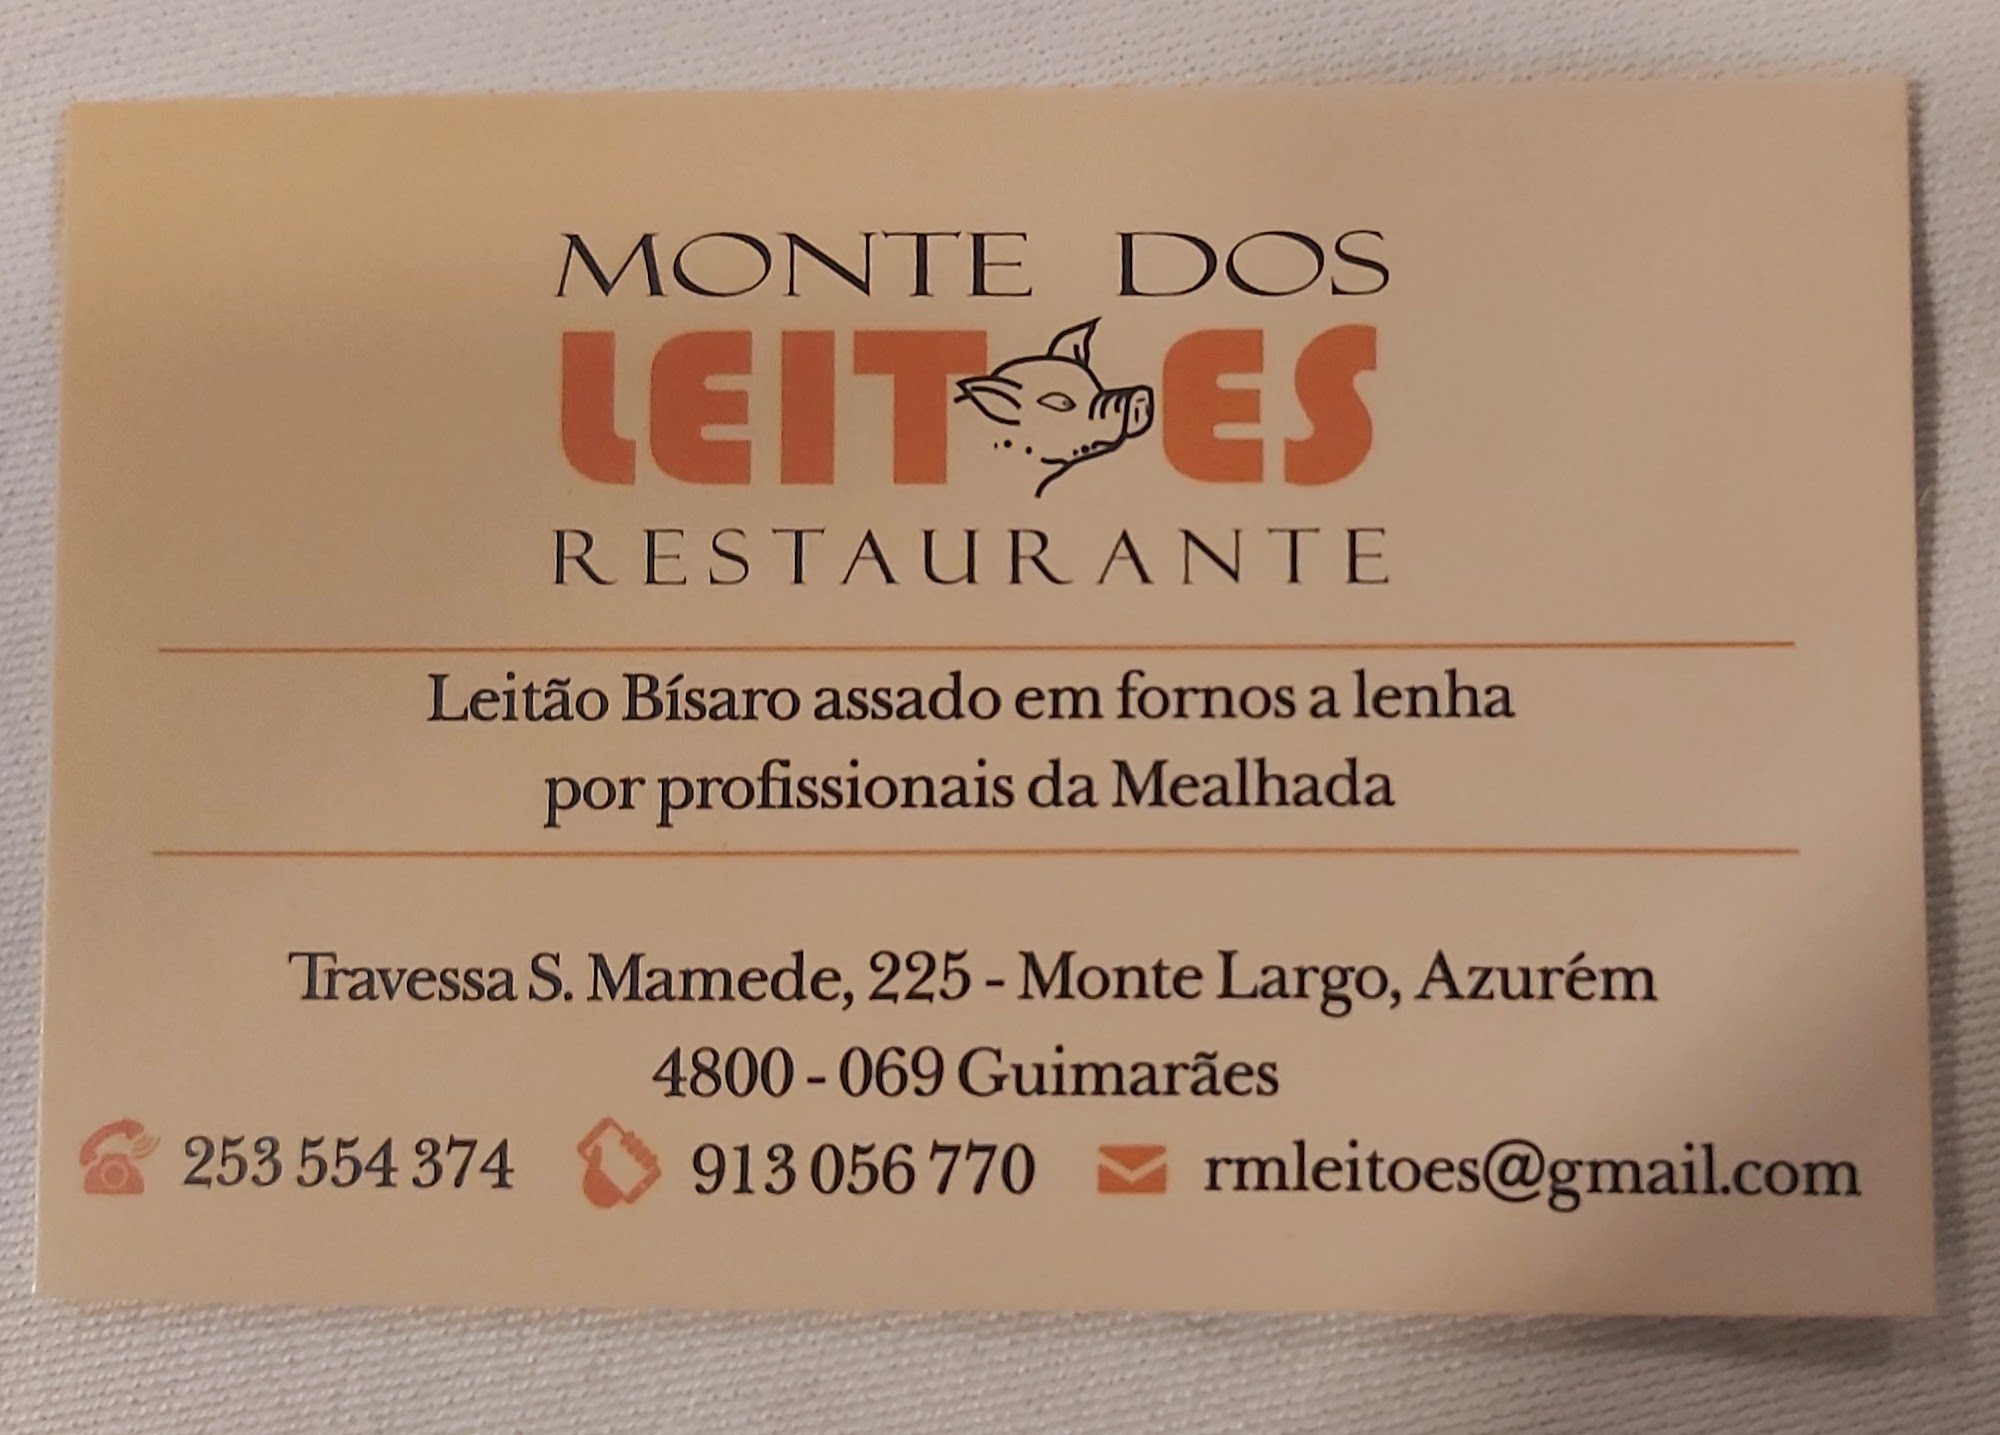 MONTE DOS
LEITÕES
RESTAURANTE
Leitão Bísaro assado em fornos a lenha
por profissionais da Mealhada
Travessa S. Mamede, 225 - Monte Largo, Azurém
4800 - 069 Guimarães
253 554 374 913 056 770 rmleitoes@gmail.com